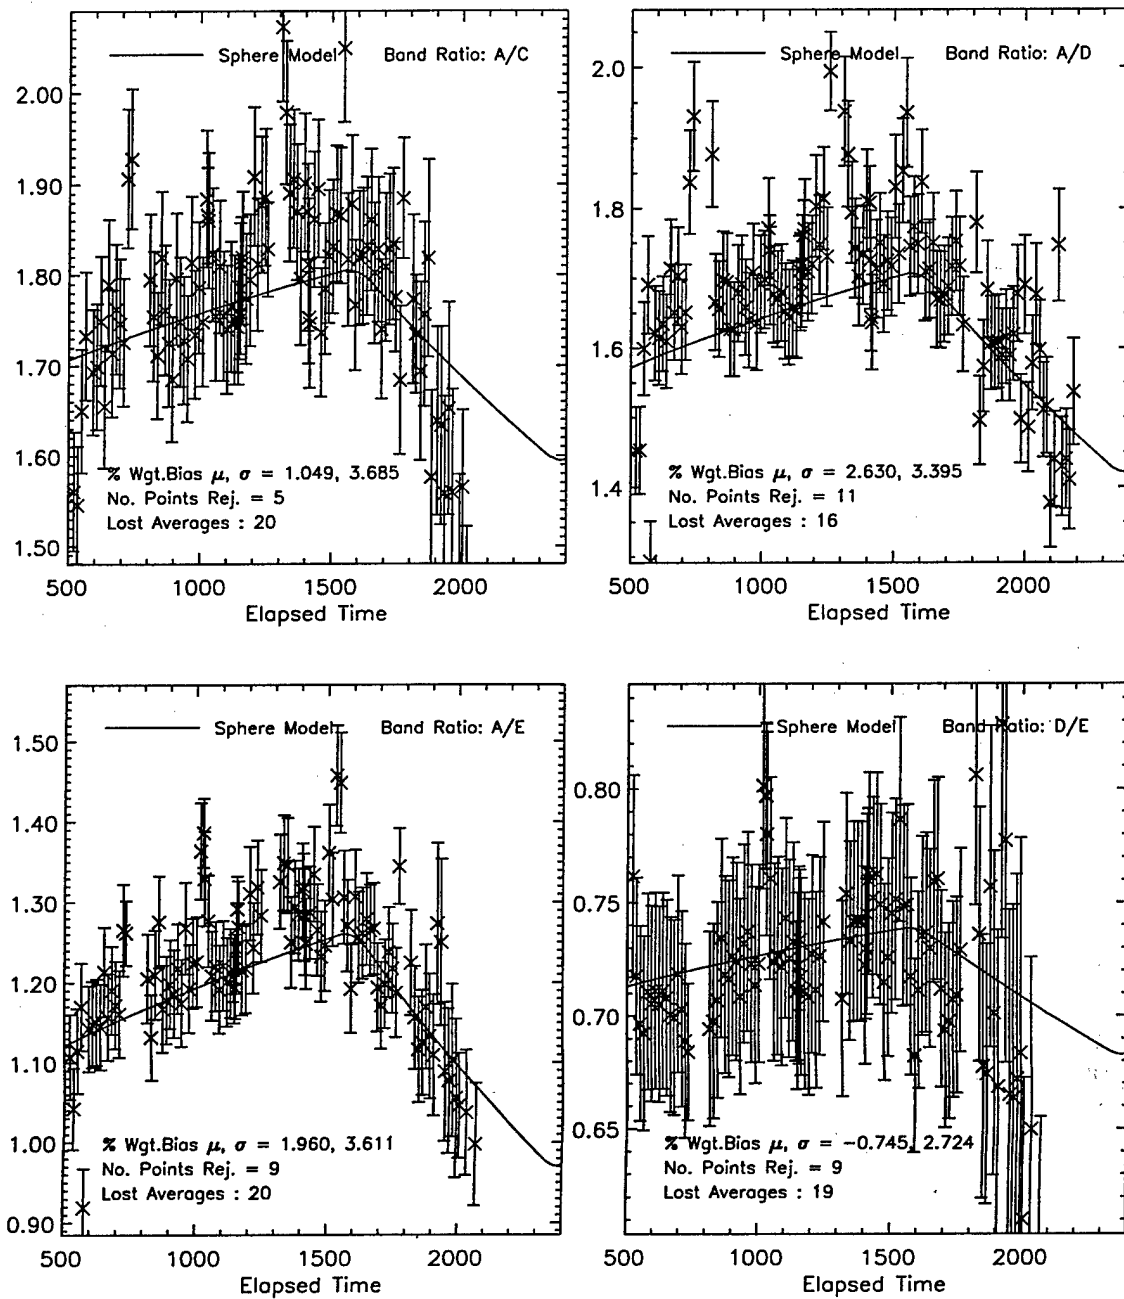 Sphere Model Band Ratio: A/C
2.00
1.90
1.80
1.70
1.60
1.50
% Wgt.Bias μ, σ = 1.049, 3.685
No. Points Rej. = 5
Lost Averages : 20
500 1000 1500 2000
Elapsed Time
Sphere Model Band Ratio: A/D
2.0
1.8
1.6
1.4
% Wgt.Bias μ, σ = 2.630, 3.395
No. Points Rej. = 11
Lost Averages : 16
500 1000 1500 2000
Elapsed Time
Sphere Model Band Ratio: A/E
1.50
1.40
1.30
1.20
1.10
1.00
0.90
% Wgt.Bias μ, σ = 1.960, 3.611
No. Points Rej. = 9
Lost Averages : 20
500 1000 1500 2000
Elapsed Time
Sphere Model Band Ratio: D/E
0.80
0.75
0.70
0.65
% Wgt.Bias μ, σ = −0.745, 2.724
No. Points Rej. = 9
Lost Averages : 19
500 1000 1500 2000
Elapsed Time